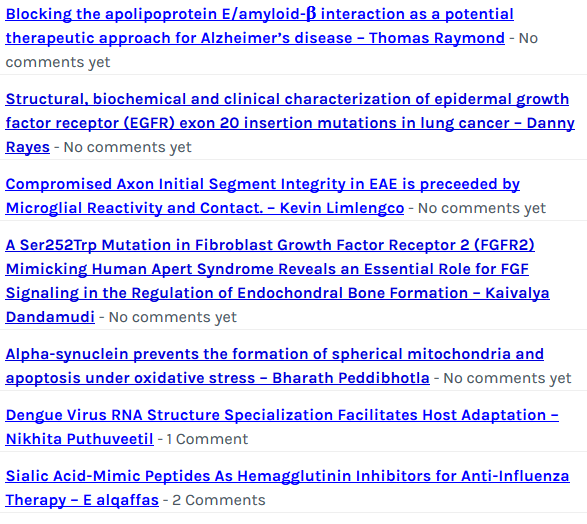 Blocking the apolipoprotein E/amyloid-β interaction as a potential
therapeutic approach for Alzheimer’s disease – Thomas Raymond - No
comments yet
Structural, biochemical and clinical characterization of epidermal growth
factor receptor (EGFR) exon 20 insertion mutations in lung cancer – Danny
Rayes - No comments yet
Compromised Axon Initial Segment Integrity in EAE is preceeded by
Microglial Reactivity and Contact. – Kevin Limlengco - No comments yet
A Ser252Trp Mutation in Fibroblast Growth Factor Receptor 2 (FGFR2)
Mimicking Human Apert Syndrome Reveals an Essential Role for FGF
Signaling in the Regulation of Endochondral Bone Formation – Kaivalya
Dandamudi - No comments yet
Alpha-synuclein prevents the formation of spherical mitochondria and
apoptosis under oxidative stress – Bharath Peddibhotla - No comments yet
Dengue Virus RNA Structure Specialization Facilitates Host Adaptation –
Nikhita Puthuveetil - 1 Comment
Sialic Acid-Mimic Peptides As Hemagglutinin Inhibitors for Anti-Influenza
Therapy – E alqaffas - 2 Comments